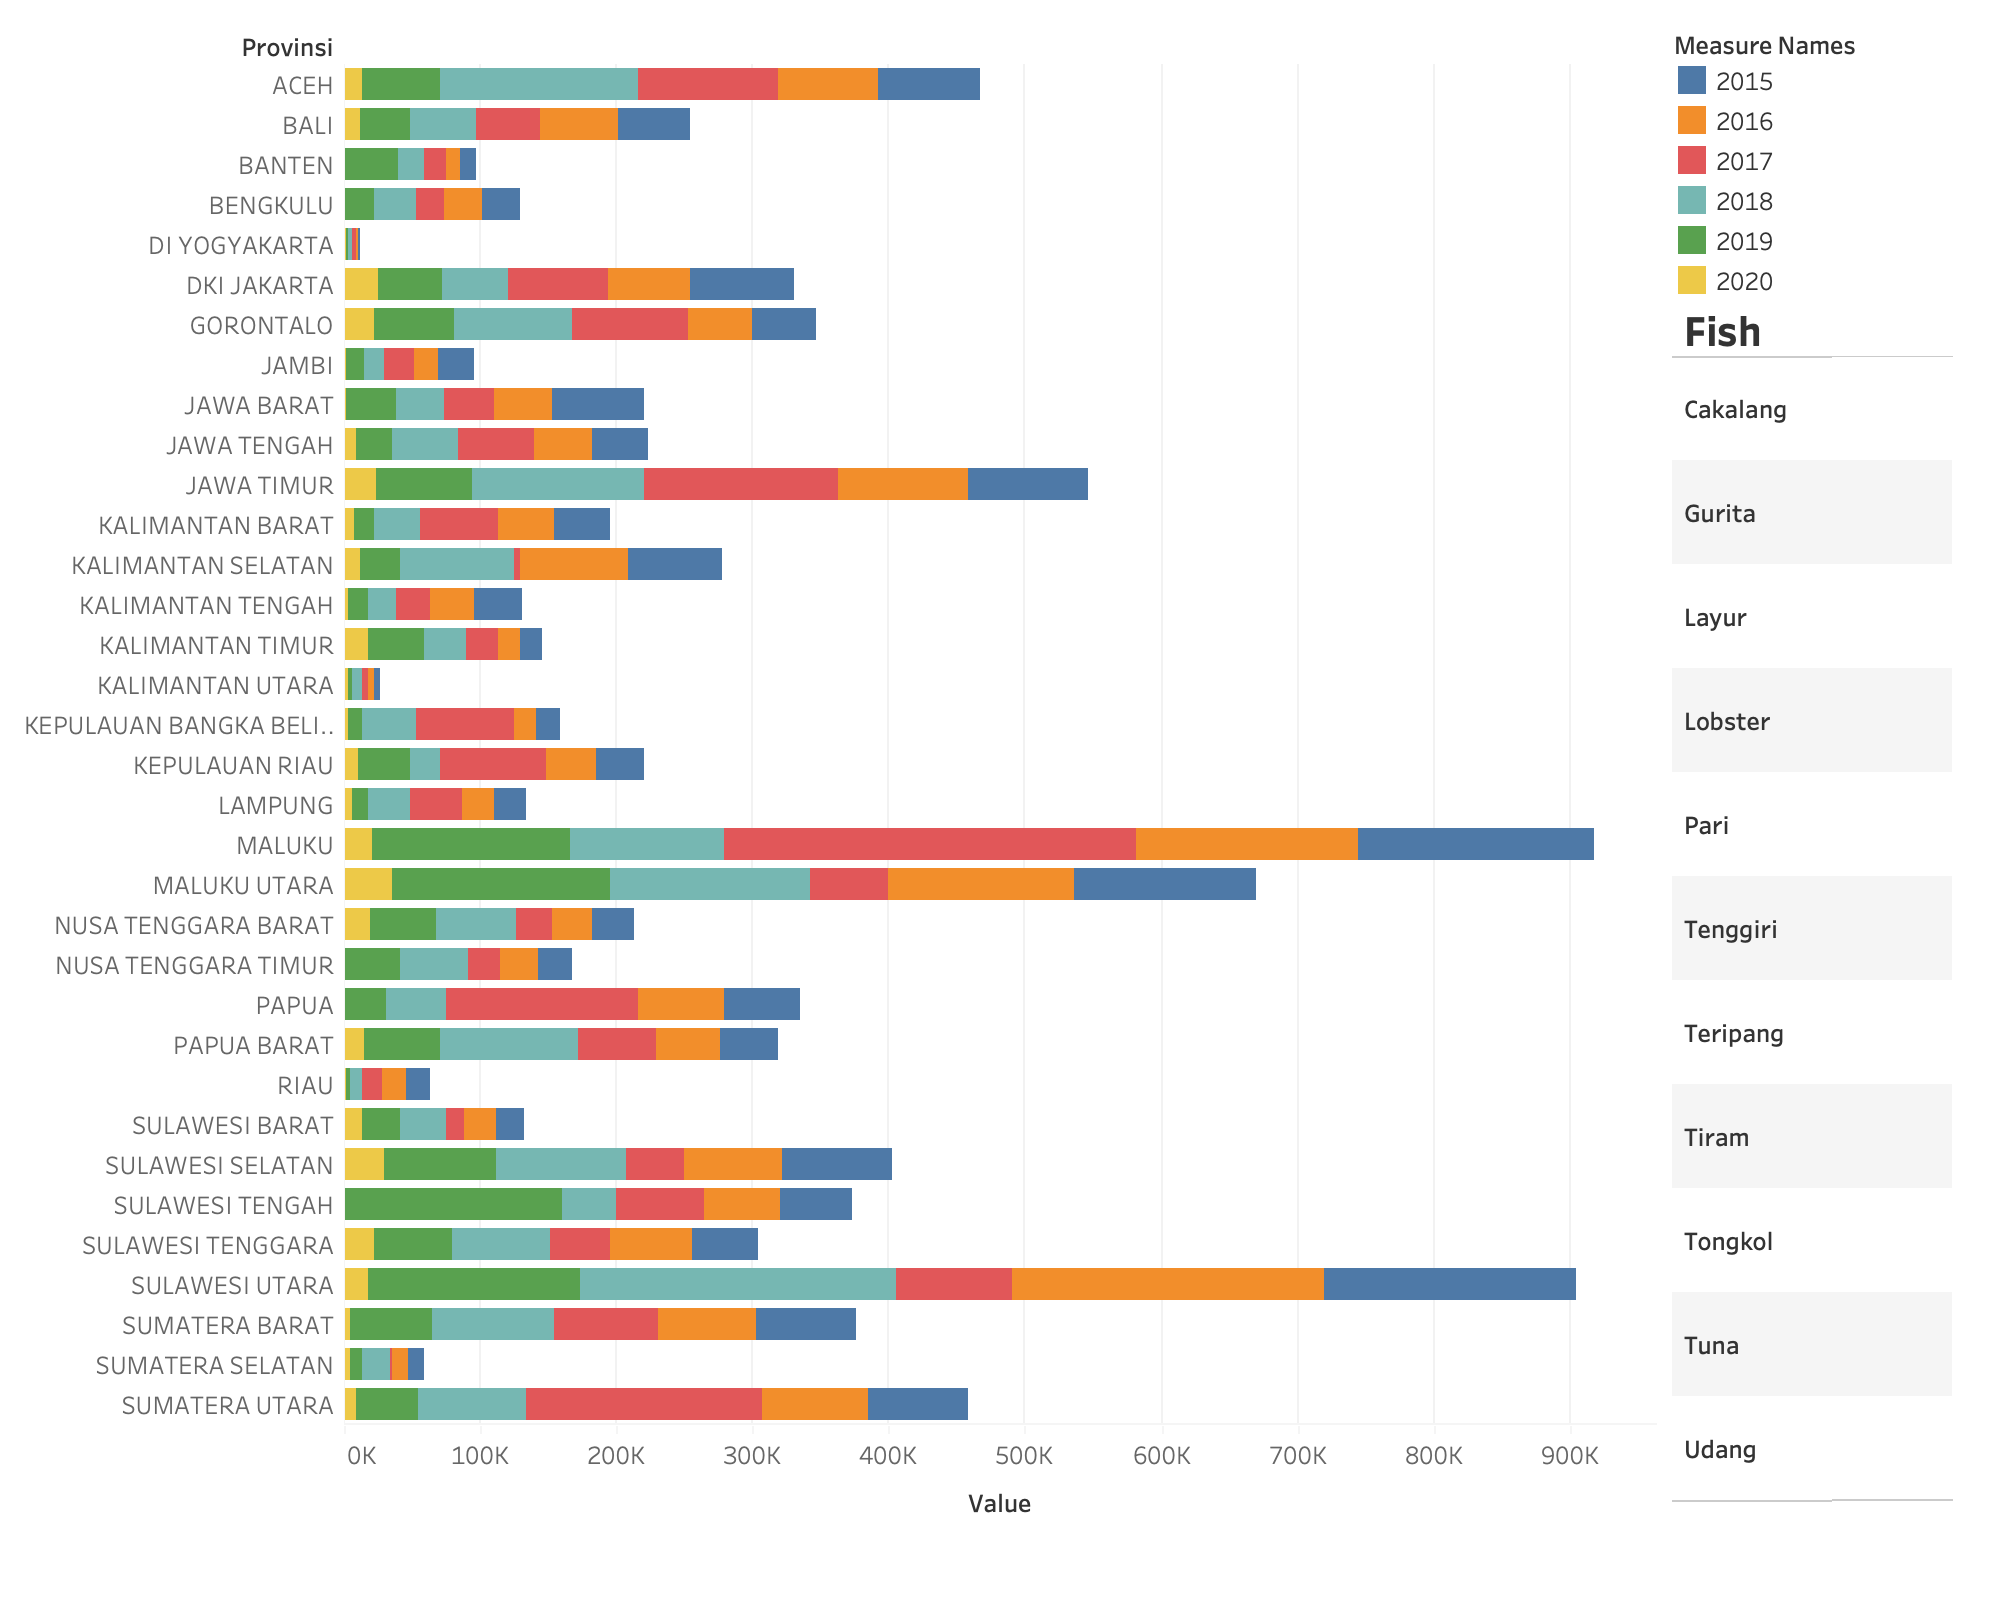 Provinsi
ACEH
BALI
BANTEN
BENGKULU
DI YOGYAKARTA
DKI JAKARTA
GORONTALO
JAMBI
JAWA BARAT
JAWA TENGAH
JAWA TIMUR
KALIMANTAN BARAT
KALIMANTAN SELATAN
KALIMANTAN TENGAH
KALIMANTAN TIMUR
KALIMANTAN UTARA
KEPULAUAN BANGKA BELI..
KEPULAUAN RIAU
LAMPUNG
MALUKU
MALUKU UTARA
NUSA TENGGARA BARAT
NUSA TENGGARA TIMUR
PAPUA
PAPUA BARAT
RIAU
SULAWESI BARAT
SULAWESI SELATAN
SULAWESI TENGAH
SULAWESI TENGGARA
SULAWESI UTARA
SUMATERA BARAT
SUMATERA SELATAN
SUMATERA UTARA
0K 100K 200K 300K 400K 500K 600K 700K 800K 900K
Value
Measure Names
2015
2016
2017
2018
2019
2020
Fish
Cakalang
Gurita
Layur
Lobster
Pari
Tenggiri
Teripang
Tiram
Tongkol
Tuna
Udang